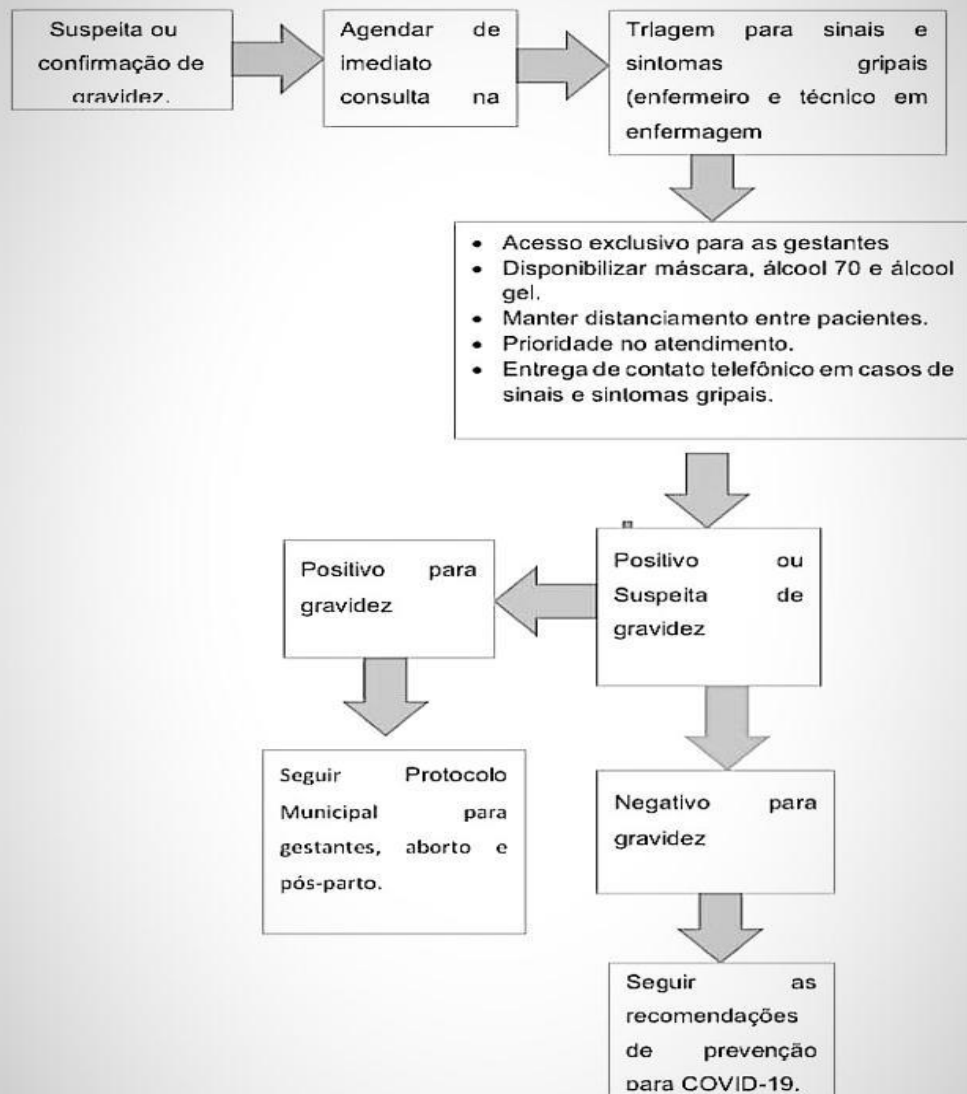 Suspeita ou
confirmação de
gravidez.
Agendar de
imediato
consulta na
Triagem para sinais e
sintomas gripais
(enfermeiro e técnico em
enfermagem
• Acesso exclusivo para as gestantes
• Disponibilizar máscara, álcool 70 e álcool
gel.
• Manter distanciamento entre pacientes.
• Prioridade no atendimento.
• Entrega de contato telefônico em casos de
sinais e sintomas gripais.
Positivo ou
Suspeita de
gravidez
Positivo para
gravidez
Seguir Protocolo
Municipal para
gestantes, aborto e
pós-parto.
Negativo para
gravidez
Seguir as
recomendações
de prevenção
para COVID-19.